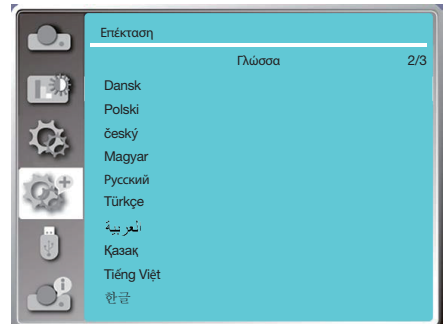 Επέκταση
Γλώσσα 2/3
Dansk
Polski
český
Magyar
Русский
Türkçe
العربية
Қазақ
Tiếng Việt
한글